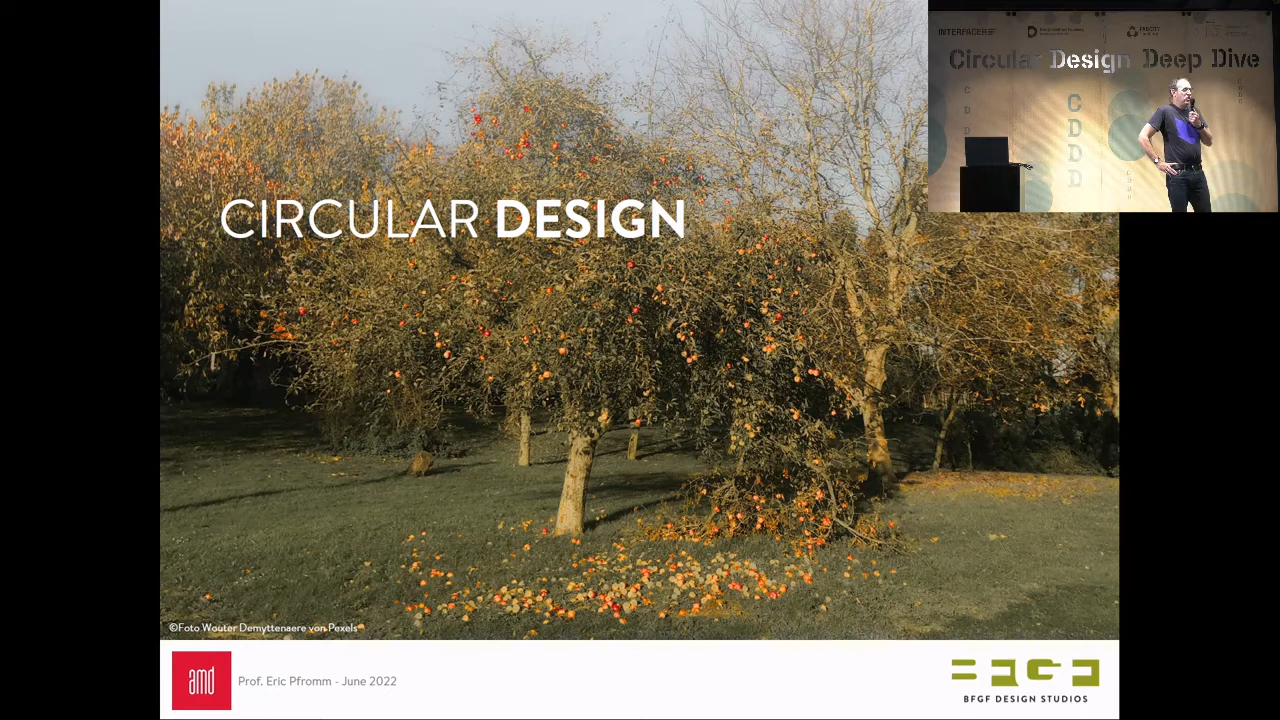 CIRCULAR DESIGN
©Foto Wouter Demyttenaere von Pexels
amd
Prof. Eric Pfromm - June 2022
BFGF DESIGN STUDIOS
INTERFACER
Circular Design Deep Dive
C
D
D
D